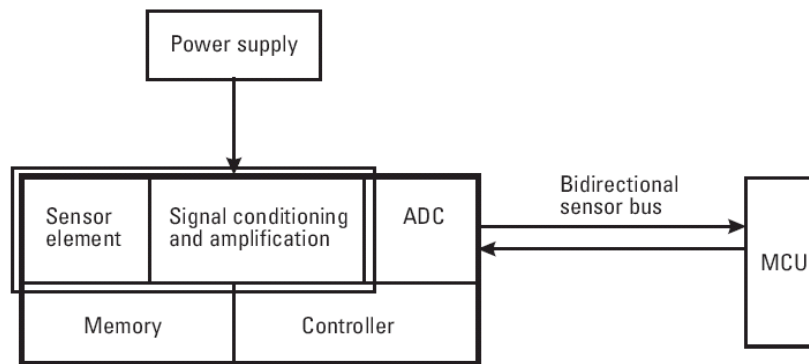 Power supply
Sensor
element
Signal conditioning
and amplification
ADC
Bidirectional
sensor bus
MCU
Memory
Controller